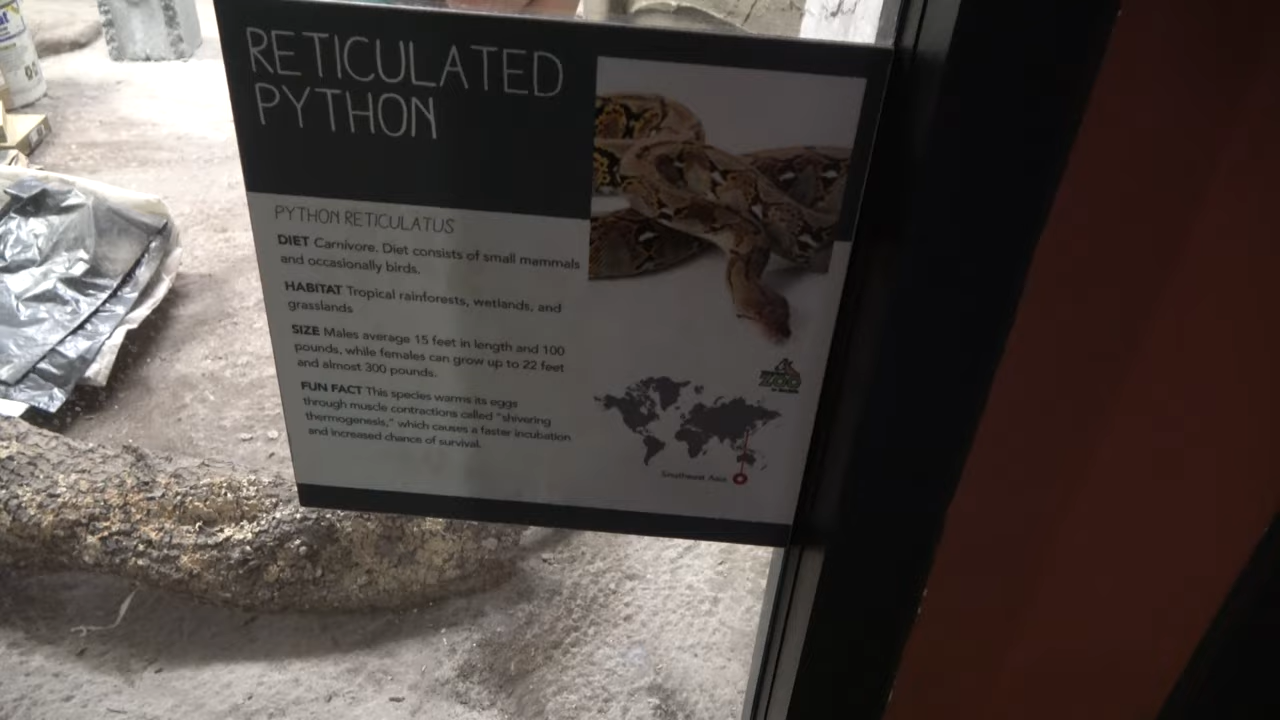 RETICULATED
PYTHON
PYTHON RETICULATUS
DIET Carnivore. Diet consists of small mammals
and occasionally birds.
HABITAT Tropical rainforests, wetlands, and
grasslands
SIZE Males average 15 feet in length and 100
pounds, while females can grow up to 22 feet
and almost 300 pounds.
FUN FACT This species warms its eggs
through muscle contractions called "shivering
thermogenesis," which causes a faster incubation
and increased chance of survival.
ZOO
Southeast Asia